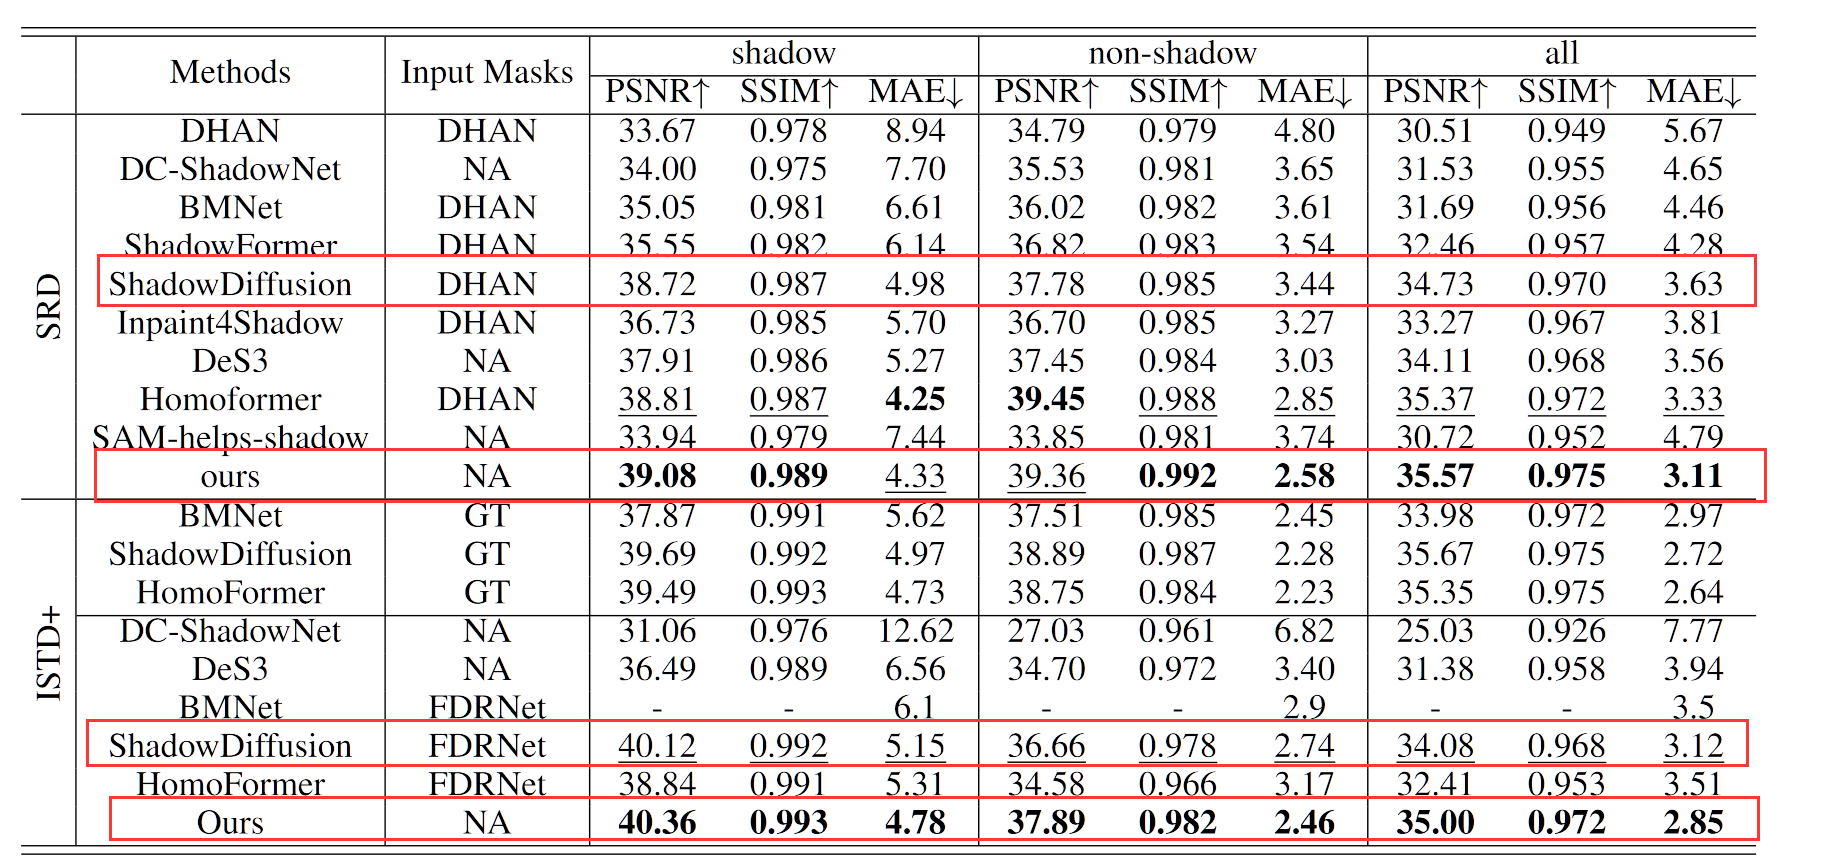 Methods Input Masks shadow non-shadow all
PSNR↑ SSIM↑ MAE↓ PSNR↑ SSIM↑ MAE↓ PSNR↑ SSIM↑ MAE↓
SRD
DHAN DHAN 33.67 0.978 8.94 34.79 0.979 4.80 30.51 0.949 5.67
DC-ShadowNet NA 34.00 0.975 7.70 35.53 0.981 3.65 31.53 0.955 4.65
BMNet DHAN 35.05 0.981 6.61 36.02 0.982 3.61 31.69 0.956 4.46
ShadowFormer DHAN 35.55 0.982 6.14 36.82 0.983 3.54 32.46 0.957 4.28
ShadowDiffusion DHAN 38.72 0.987 4.98 37.78 0.985 3.44 34.73 0.970 3.63
Inpaint4Shadow DHAN 36.73 0.985 5.70 36.70 0.985 3.27 33.27 0.967 3.81
DeS3 NA 37.91 0.986 5.27 37.45 0.984 3.03 34.11 0.968 3.56
Homoformer DHAN 38.81 0.987 4.25 39.45 0.988 2.85 35.37 0.972 3.33
SAM-helps-shadow NA 33.94 0.979 7.44 33.85 0.981 3.74 30.72 0.952 4.79
ours NA 39.08 0.989 4.33 39.36 0.992 2.58 35.57 0.975 3.11
ISTD+
BMNet GT 37.87 0.991 5.62 37.51 0.985 2.45 33.98 0.972 2.97
ShadowDiffusion GT 39.69 0.992 4.97 38.89 0.987 2.28 35.67 0.975 2.72
HomoFormer GT 39.49 0.993 4.73 38.75 0.984 2.23 35.35 0.975 2.64
DC-ShadowNet NA 31.06 0.976 12.62 27.03 0.961 6.82 25.03 0.926 7.77
DeS3 NA 36.49 0.989 6.56 34.70 0.972 3.40 31.38 0.958 3.94
BMNet FDRNet - - 6.1 - - 2.9 - - 3.5
ShadowDiffusion FDRNet 40.12 0.992 5.15 36.66 0.978 2.74 34.08 0.968 3.12
HomoFormer FDRNet 38.84 0.991 5.31 34.58 0.966 3.17 32.41 0.953 3.51
Ours NA 40.36 0.993 4.78 37.89 0.982 2.46 35.00 0.972 2.85